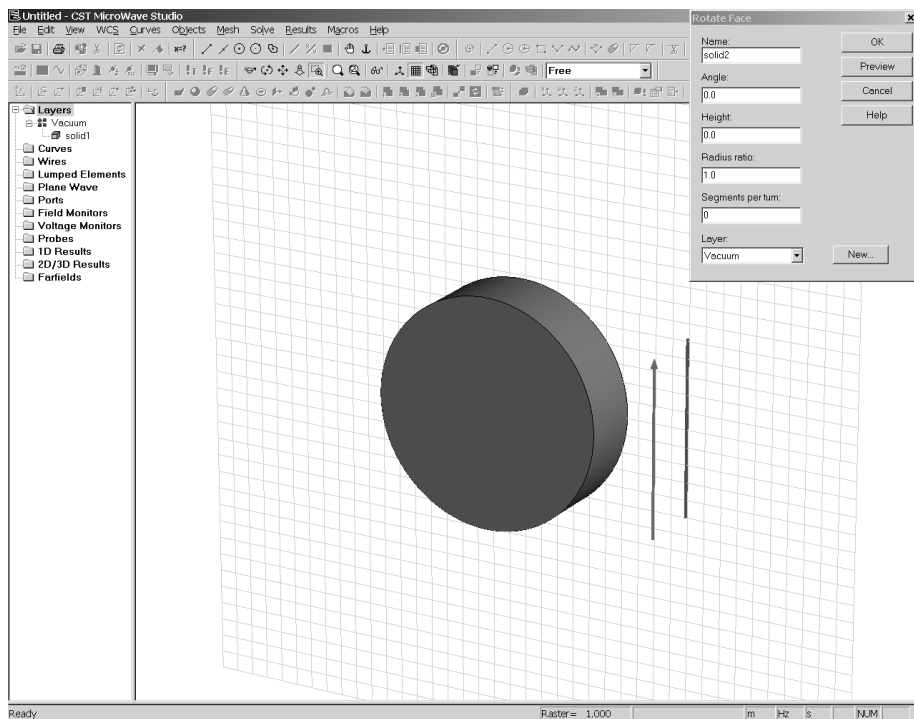 Untitled - CST MicroWave Studio
File Edit View WCS Curves Objects Mesh Solve Results Macros Help
x=?
Free
Layers
Vacuum
solid1
Curves
Wires
Lumped Elements
Plane Wave
Ports
Field Monitors
Voltage Monitors
Probes
1D Results
2D/3D Results
Farfields
Rotate Face
Name:
solid2
Angle:
0.0
Height:
0.0
Radius ratio:
1.0
Segments per turn:
0
Layer:
Vacuum
OK
Preview
Cancel
Help
New...
Ready
Raster= 1.000
m Hz s NUM